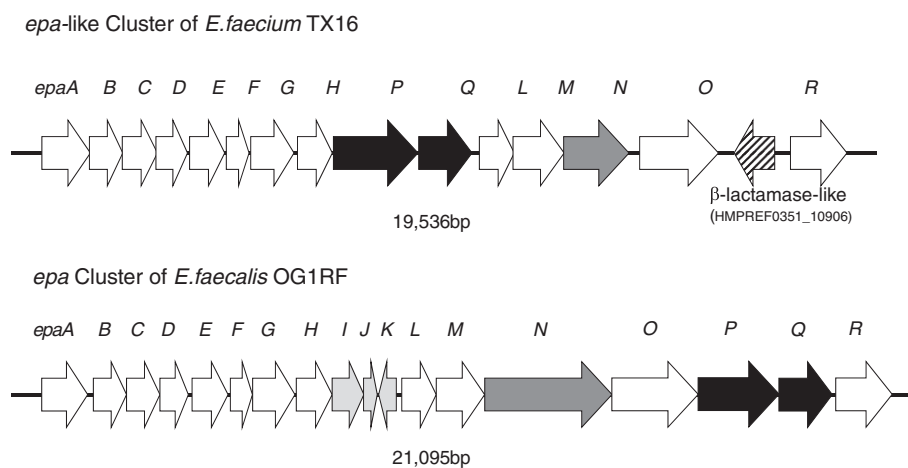 epa-like Cluster of E.faecium TX16
epaA B C D E F G H P Q L M N O R
β-lactamase-like
(HMPREF0351_10906)
19,536bp
epa Cluster of E.faecalis OG1RF
epaA B C D E F G H I J K L M N O P Q R
21,095bp